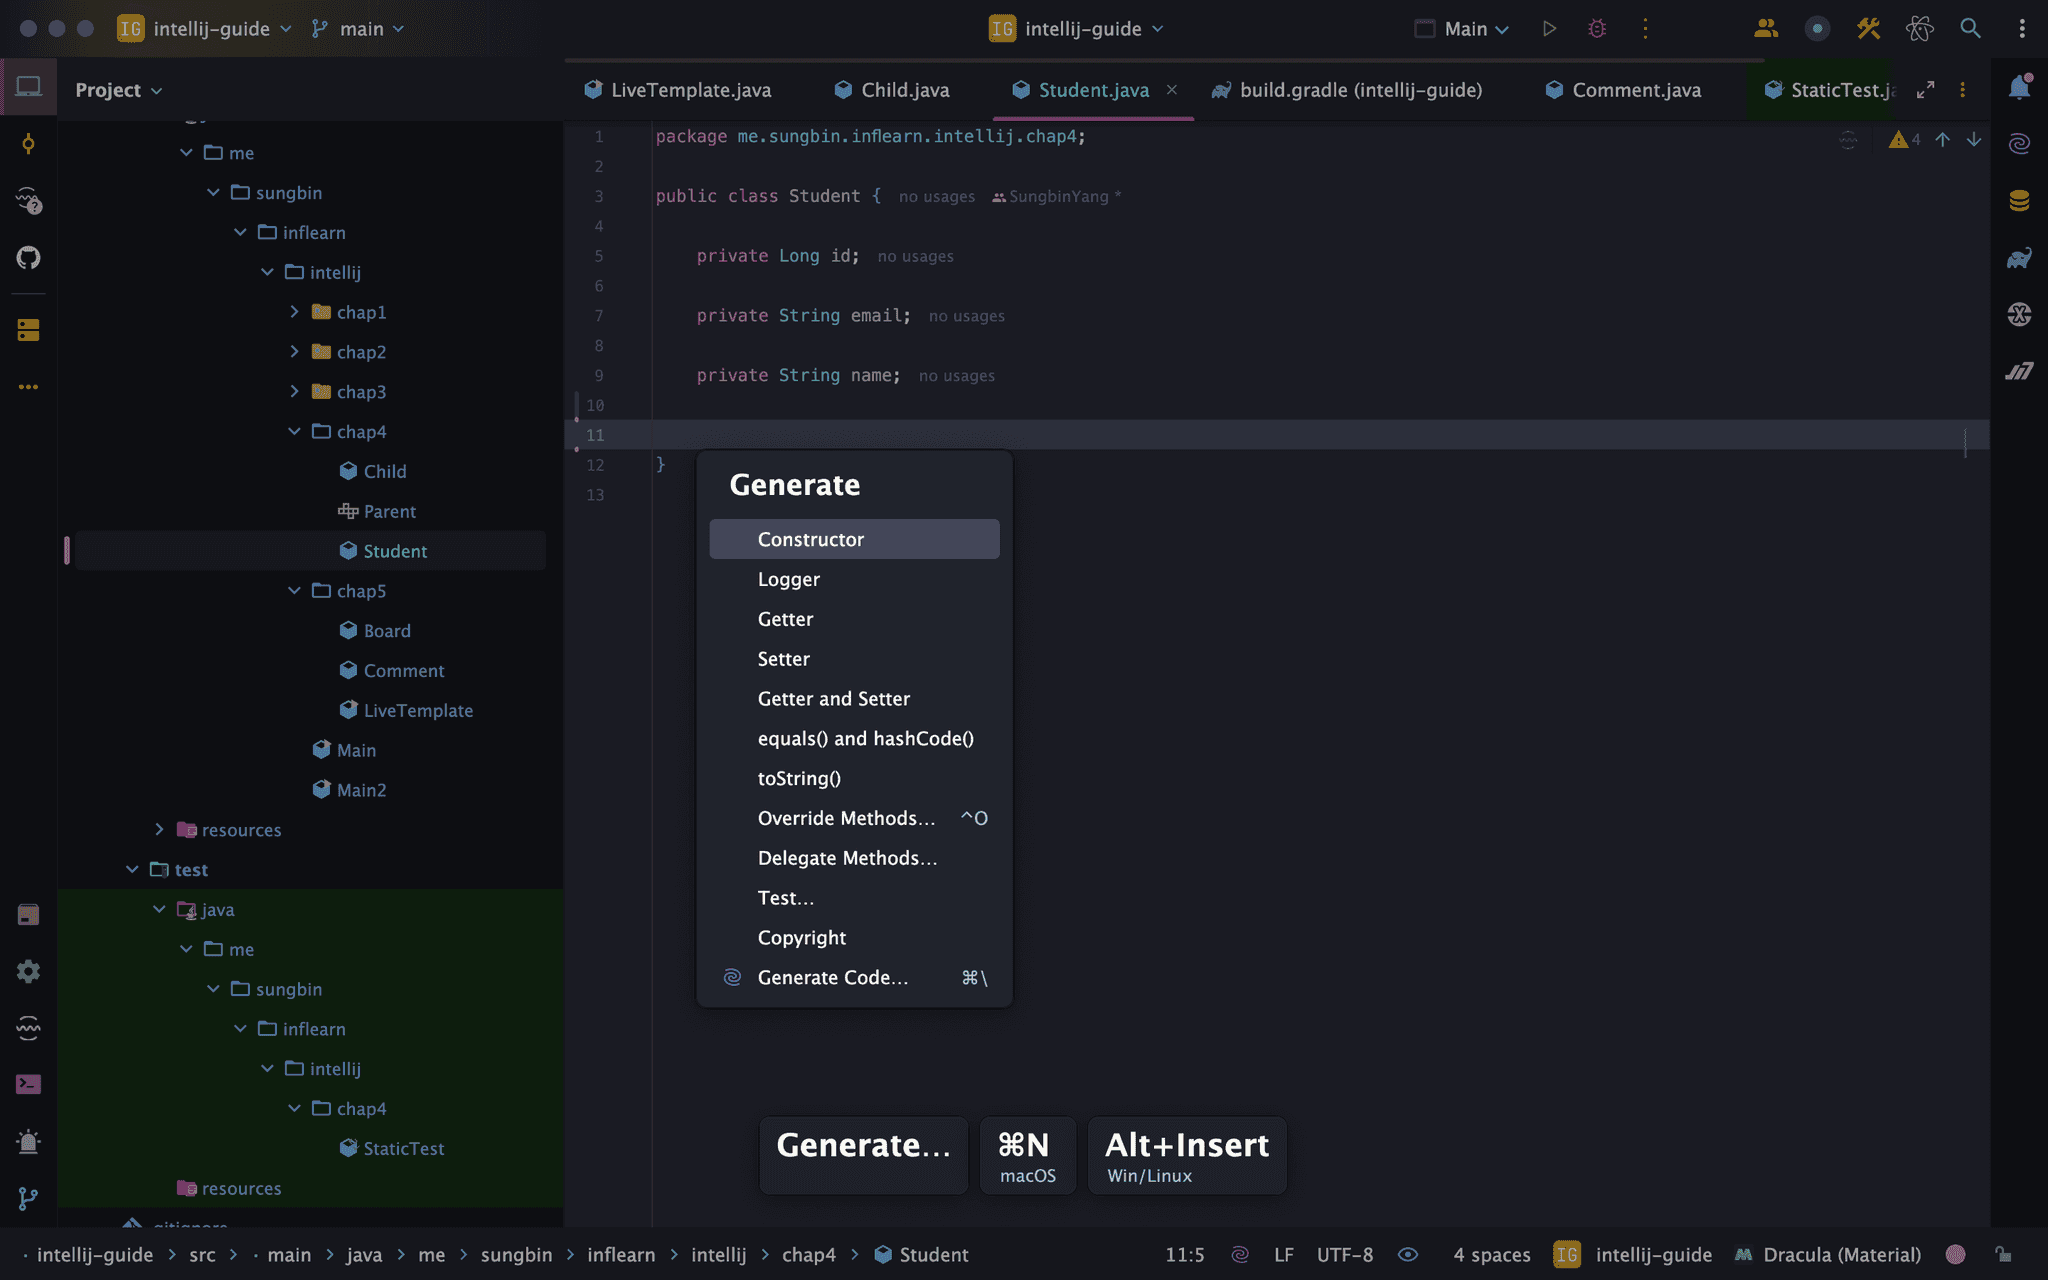 IG intellij-guide main
IG intellij-guide
Main
Project
LiveTemplate.java Child.java Student.java build.gradle (intellij-guide) Comment.java StaticTest.ja
me
sungbin
inflearn
intellij
chap1
chap2
chap3
chap4
Child
Parent
Student
chap5
Board
Comment
LiveTemplate
Main
Main2
resources
test
java
me
sungbin
inflearn
intellij
chap4
StaticTest
resources
.gitignore
4
1 package me.sungbin.inflearn.intellij.chap4;
2
3 public class Student { no usages SungbinYang *
4
5 private Long id; no usages
6
7 private String email; no usages
8
9 private String name; no usages
10
11
12 }
13
Generate
Constructor
Logger
Getter
Setter
Getter and Setter
equals() and hashCode()
toString()
Override Methods... ^O
Delegate Methods...
Test...
Copyright
Generate Code... ⌘\
Generate... ⌘N Alt+Insert
macOS Win/Linux
intellij-guide > src > main > java > me > sungbin > inflearn > intellij > chap4 > Student 11:5 LF UTF-8 4 spaces IG intellij-guide Dracula (Material)